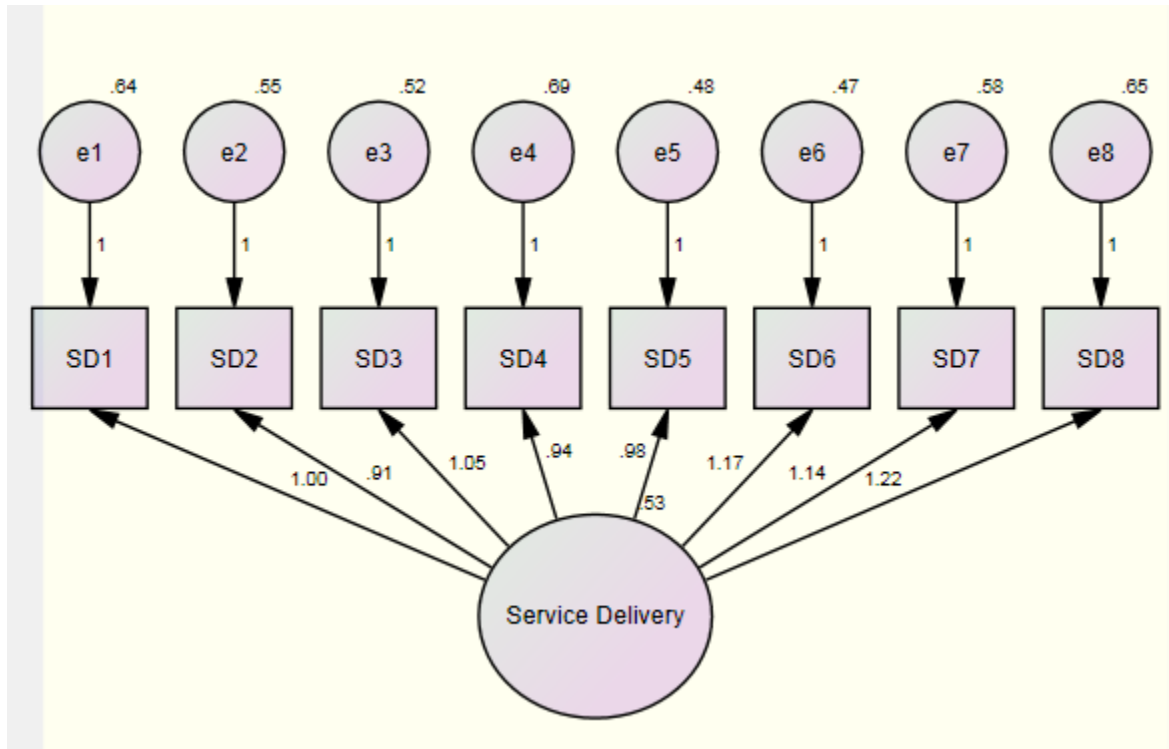 .64 .55 .52 .69 .48 .47 .58 .65
e1 e2 e3 e4 e5 e6 e7 e8
1 1 1 1 1 1 1 1
SD1 SD2 SD3 SD4 SD5 SD6 SD7 SD8
1.00 .91 1.05 .94 .98 1.17 1.14 1.22
.53
Service Delivery